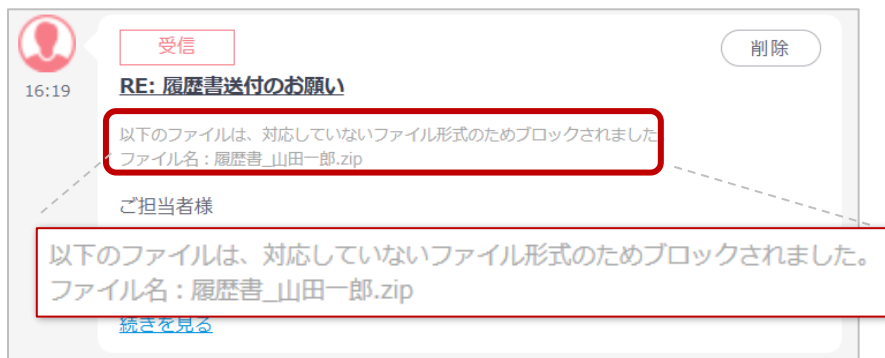 受信
削除
16:19
RE: 履歴書送付のお願い
以下のファイルは、対応していないファイル形式のためブロックされました
ファイル名：履歴書_山田一郎.zip
ご担当者様
以下のファイルは、対応していないファイル形式のためブロックされました。
ファイル名：履歴書_山田一郎.zip
続きを見る